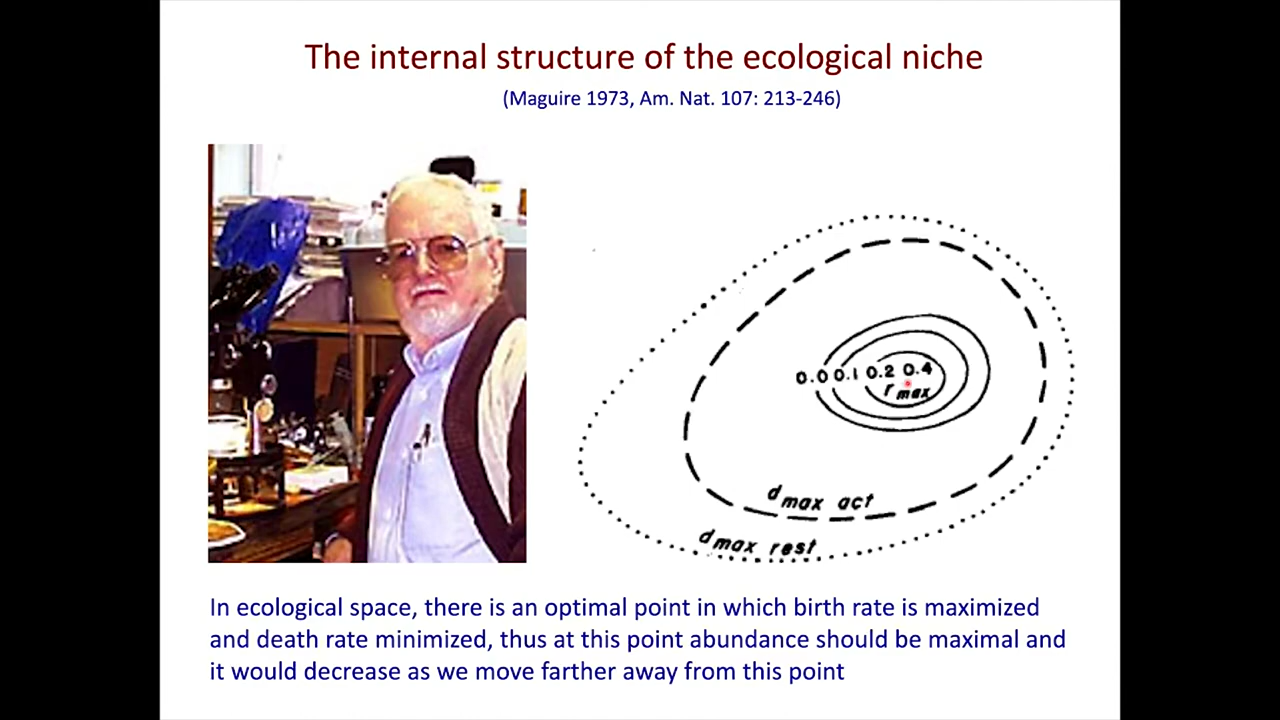 The internal structure of the ecological niche
(Maguire 1973, Am. Nat. 107: 213-246)
0.0 0.1 0.2 0.4
r max
d max act
d max rest
In ecological space, there is an optimal point in which birth rate is maximized
and death rate minimized, thus at this point abundance should be maximal and
it would decrease as we move farther away from this point